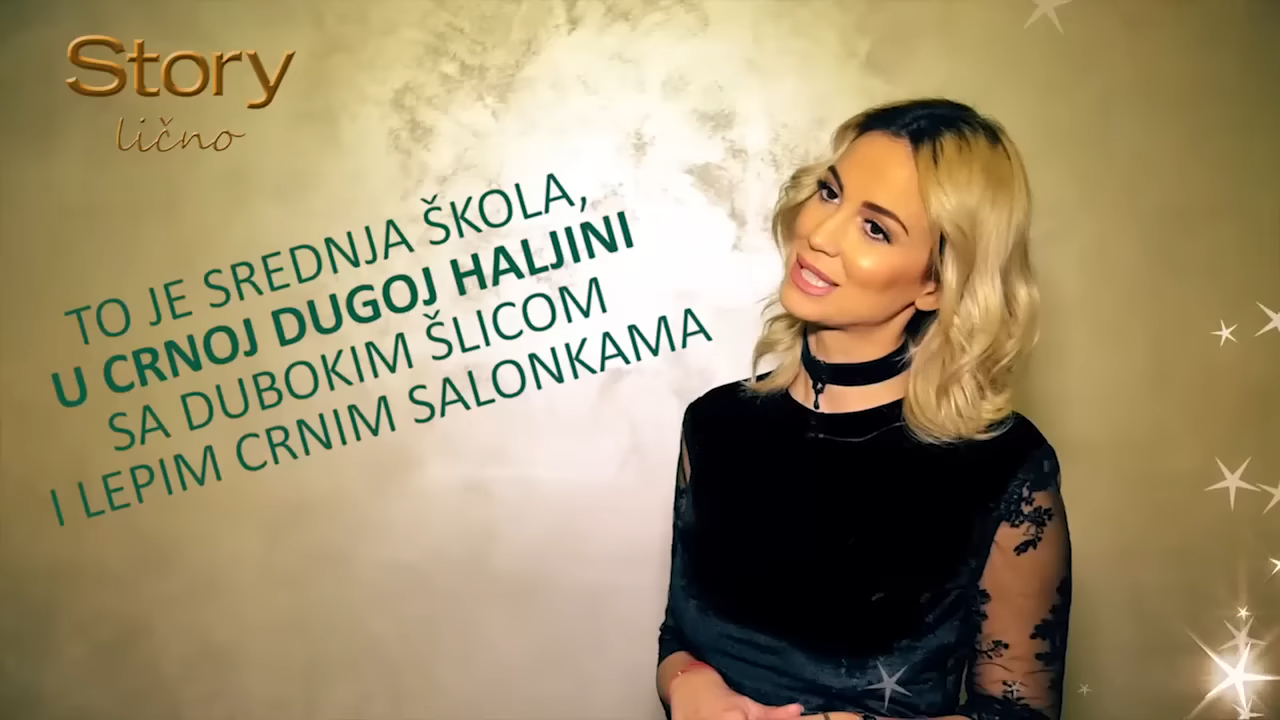 Story
lično
TO JE SREDNJA ŠKOLA,
U CRNOJ DUGOJ HALJINI
SA DUBOKIM ŠLICOM
I LEPIM CRNIM SALONKAMA